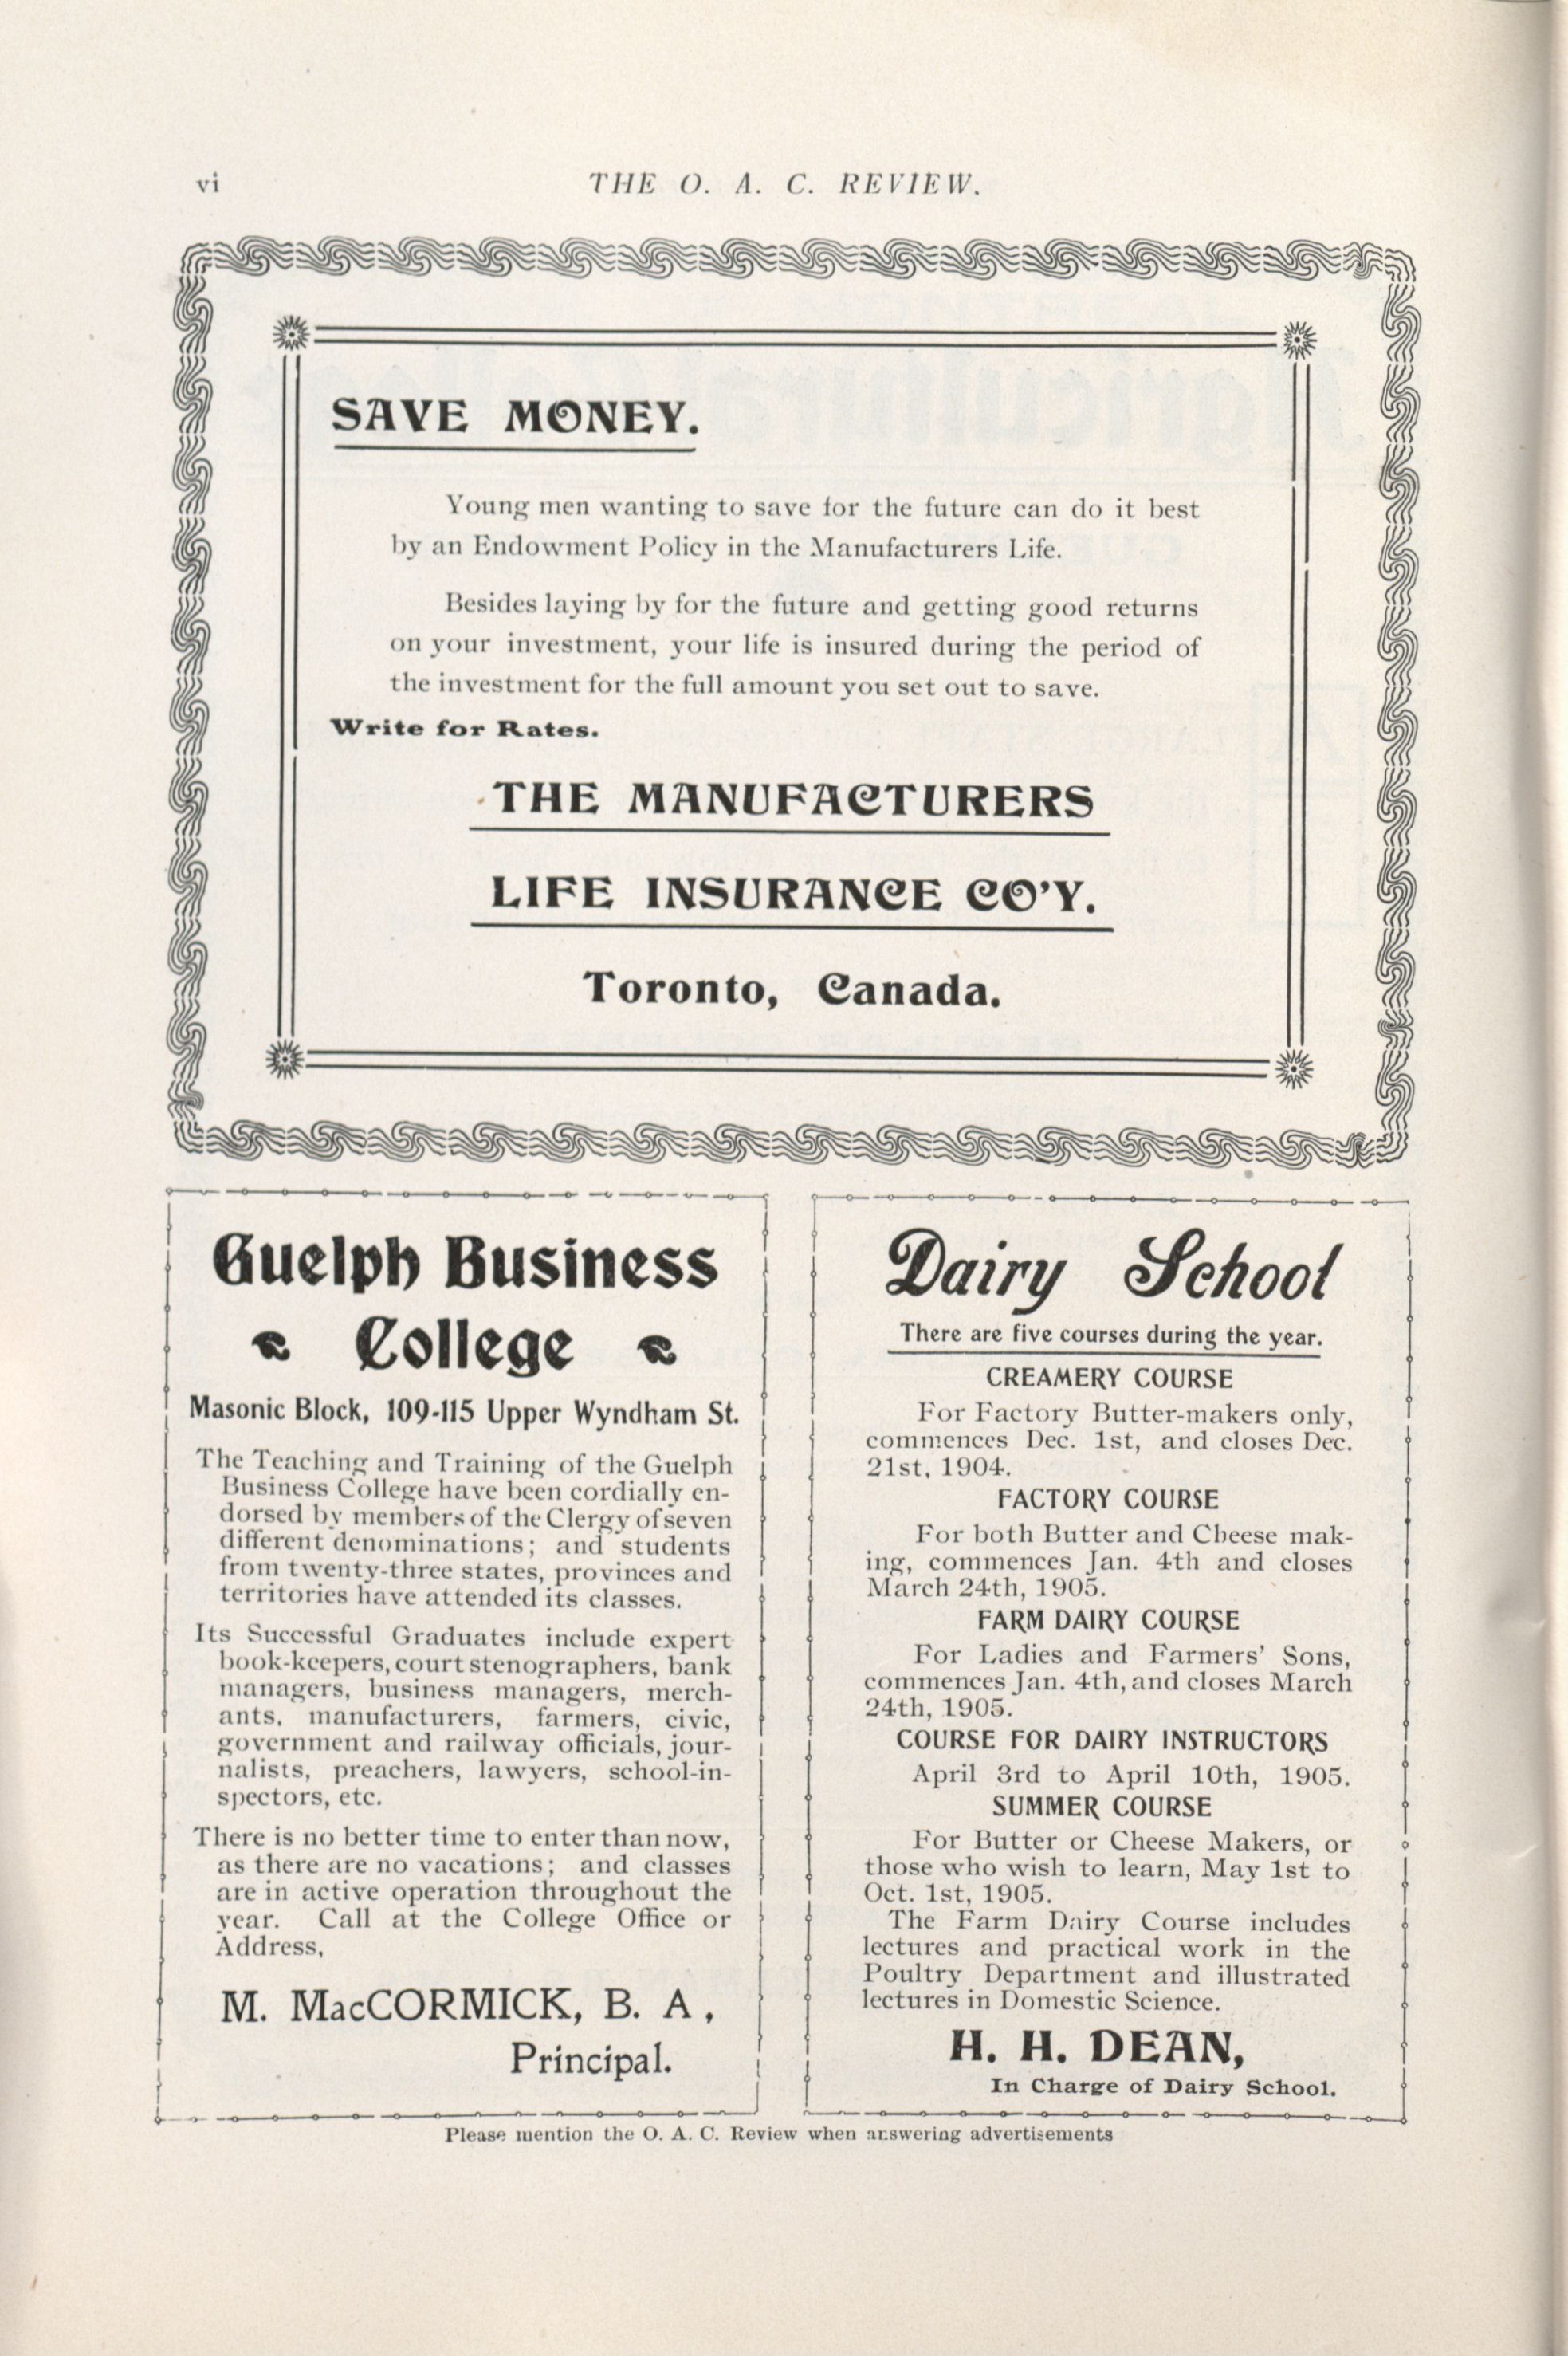 vi
THE O. A. C. REVIEW.
SAVE MONEY.
Young men wanting to save for the future can do it best
by an Endowment Policy in the Manufacturers Life.
Besides laying by for the future and getting good returns
on your investment, your life is insured during the period of
the investment for the full amount you set out to save.
Write for Rates.
THE MANUFACTURERS
LIFE INSURANCE CO'Y.
Toronto, Canada.
Guelph Business
College
Masonic Block, 109-115 Upper Wyndham St.
The Teaching and Training of the Guelph
Business College have been cordially en-
dorsed by members of the Clergy of seven
different denominations; and students
from twenty-three states, provinces and
territories have attended its classes.
Its Successful Graduates include expert
book-keepers, court stenographers, bank
managers, business managers, merch-
ants, manufacturers, farmers, civic,
government and railway officials, jour-
nalists, preachers, lawyers, school-in-
spectors, etc.
There is no better time to enter than now,
as there are no vacations; and classes
are in active operation throughout the
year. Call at the College Office or
Address,
M. MacCORMICK, B. A ,
Principal.
Dairy School
There are five courses during the year.
CREAMERY COURSE
For Factory Butter-makers only,
commences Dec. 1st, and closes Dec.
21st, 1904.
FACTORY COURSE
For both Butter and Cheese mak-
ing, commences Jan. 4th and closes
March 24th, 1905.
FARM DAIRY COURSE
For Ladies and Farmers' Sons,
commences Jan. 4th, and closes March
24th, 1905.
COURSE FOR DAIRY INSTRUCTORS
April 3rd to April 10th, 1905.
SUMMER COURSE
For Butter or Cheese Makers, or
those who wish to learn, May 1st to
Oct. 1st, 1905.
The Farm Dairy Course includes
lectures and practical work in the
Poultry Department and illustrated
lectures in Domestic Science.
H. H. DEAN,
In Charge of Dairy School.
Please mention the O. A. C. Review when answering advertisements